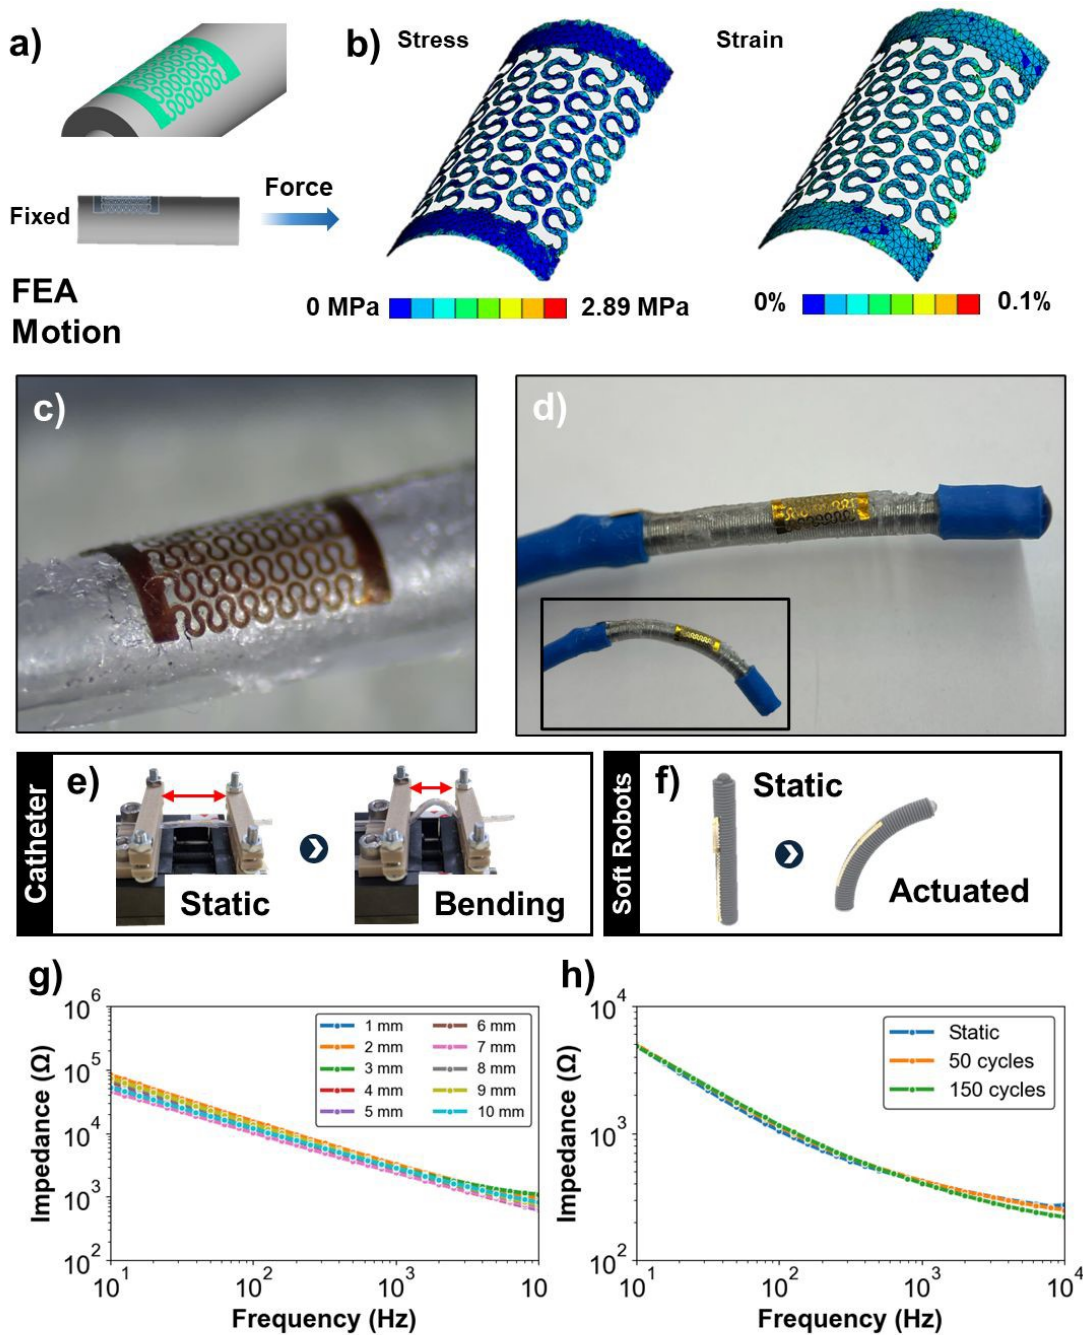 a)
Fixed
Force
FEA
Motion
b)
Stress
Strain
0 MPa
2.89 MPa
0%
0.1%
c)
d)
Catheter
e)
Static
Bending
Soft Robots
f)
Static
Actuated
g)
Impedance (Ω)
10^6
10^5
10^4
10^3
10^2
1 mm
2 mm
3 mm
4 mm
5 mm
6 mm
7 mm
8 mm
9 mm
10 mm
10^1
10^2
10^3
10
Frequency (Hz)
h)
Impedance (Ω)
10^4
10^3
10^2
Static
50 cycles
150 cycles
10^1
10^2
10^3
10^4
Frequency (Hz)